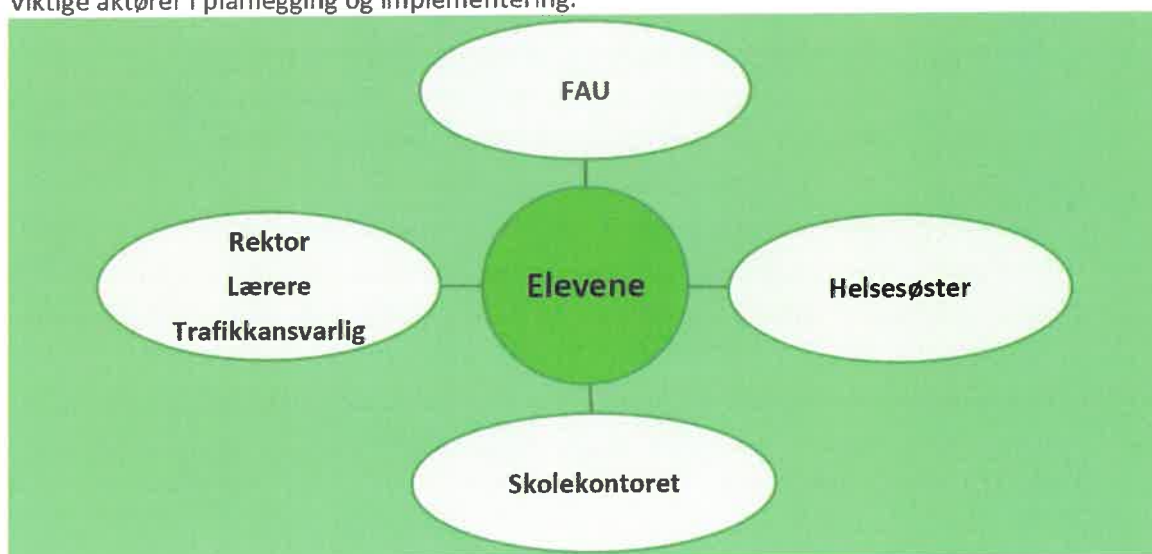 Viktige aktører i planlegging og implementering:
FAU
Rektor
Lærere
Trafikkansvarlig
Elevene
Helsesøster
Skolekontoret